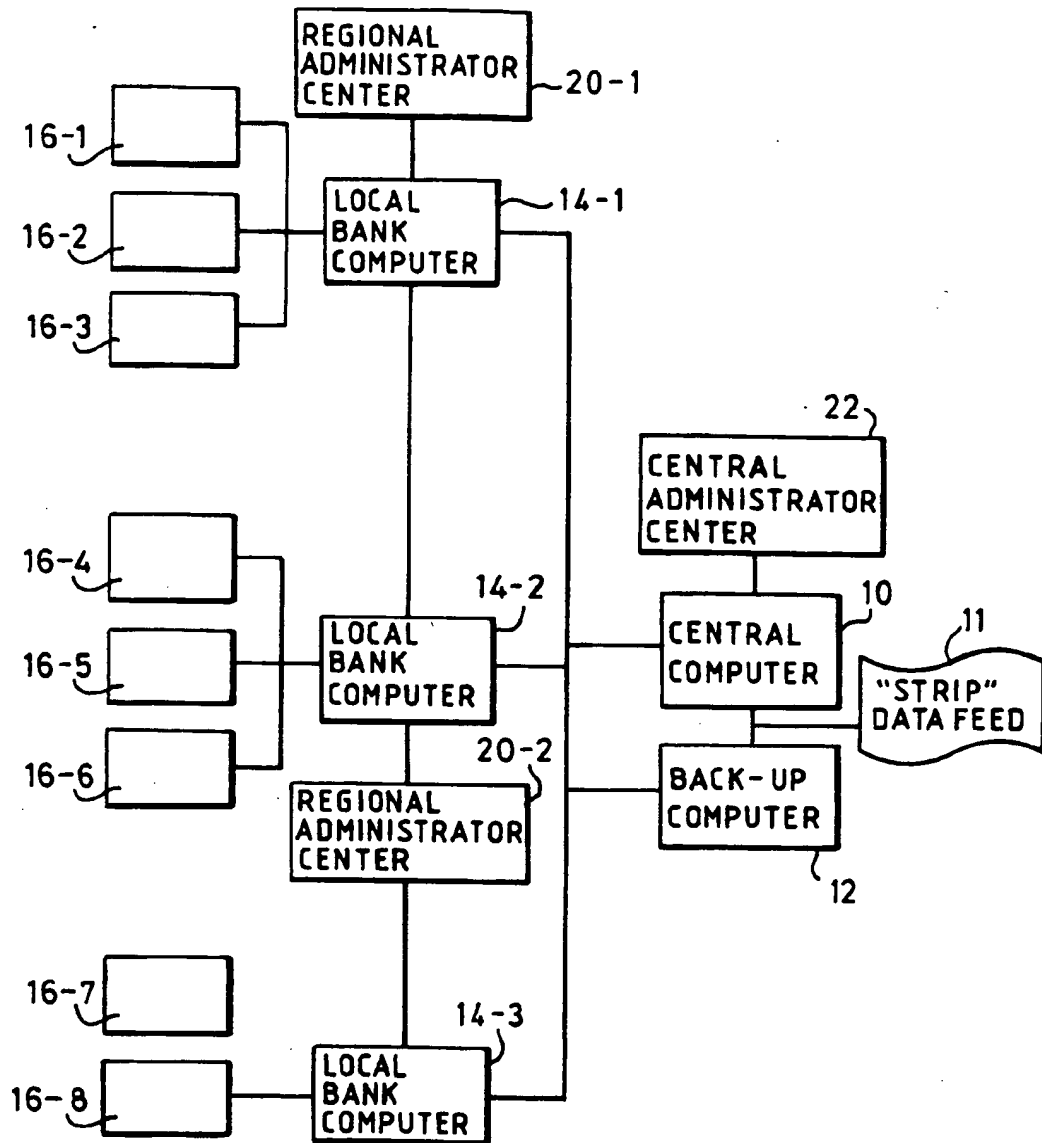 REGIONAL
ADMINISTRATOR
CENTER
20-1
16-1
LOCAL
BANK
COMPUTER
14-1
16-2
16-3
22
CENTRAL
ADMINISTRATOR
CENTER
16-4
14-2
10
LOCAL
BANK
COMPUTER
CENTRAL
COMPUTER
11
"STRIP"
DATA FEED
16-5
16-6
20-2
REGIONAL
ADMINISTRATOR
CENTER
BACK-UP
COMPUTER
12
16-7
14-3
LOCAL
BANK
COMPUTER
16-8